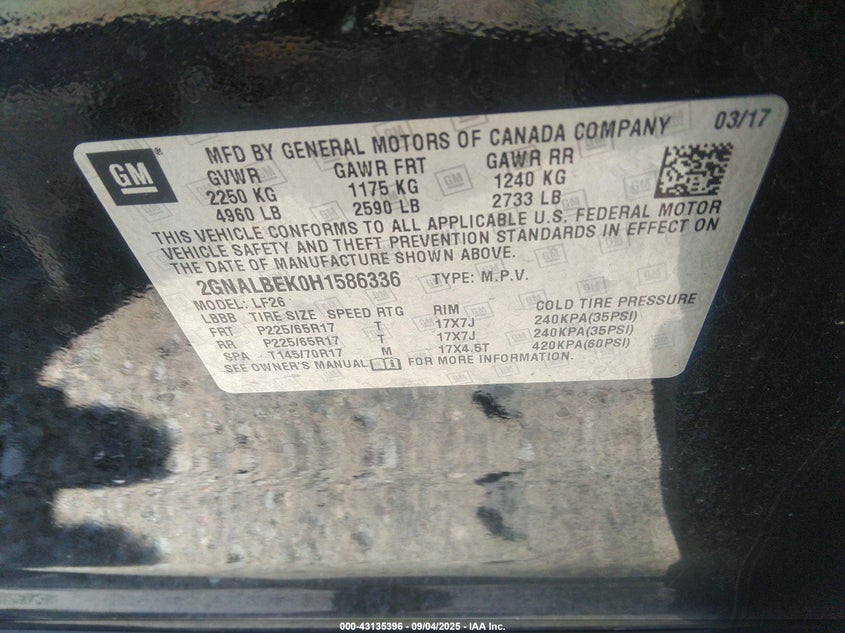 GM
MFD BY GENERAL MOTORS OF CANADA COMPANY 03/17
GVWR GAWR FRT GAWR RR
2250 KG 1175 KG 1240 KG
4960 LB 2590 LB 2733 LB
THIS VEHICLE CONFORMS TO ALL APPLICABLE U.S. FEDERAL MOTOR
VEHICLE SAFETY AND THEFT PREVENTION STANDARDS IN EFFECT ON
THE DATE OF MANUFACTURE SHOWN ABOVE.
2GNALBEK0H1586336 TYPE: M.P.V.
MODEL: LF26
LBBB TIRE SIZE SPEED RTG RIM COLD TIRE PRESSURE
FRT P225/65R17 T 17X7J 240KPA(35PSI)
RR P225/65R17 T 17X7J 240KPA(35PSI)
SPA T145/70R17 M 17X4.5T 420KPA(60PSI)
SEE OWNER'S MANUAL FOR MORE INFORMATION.
000-43135396 - 09/04/2025 - IAA Inc.